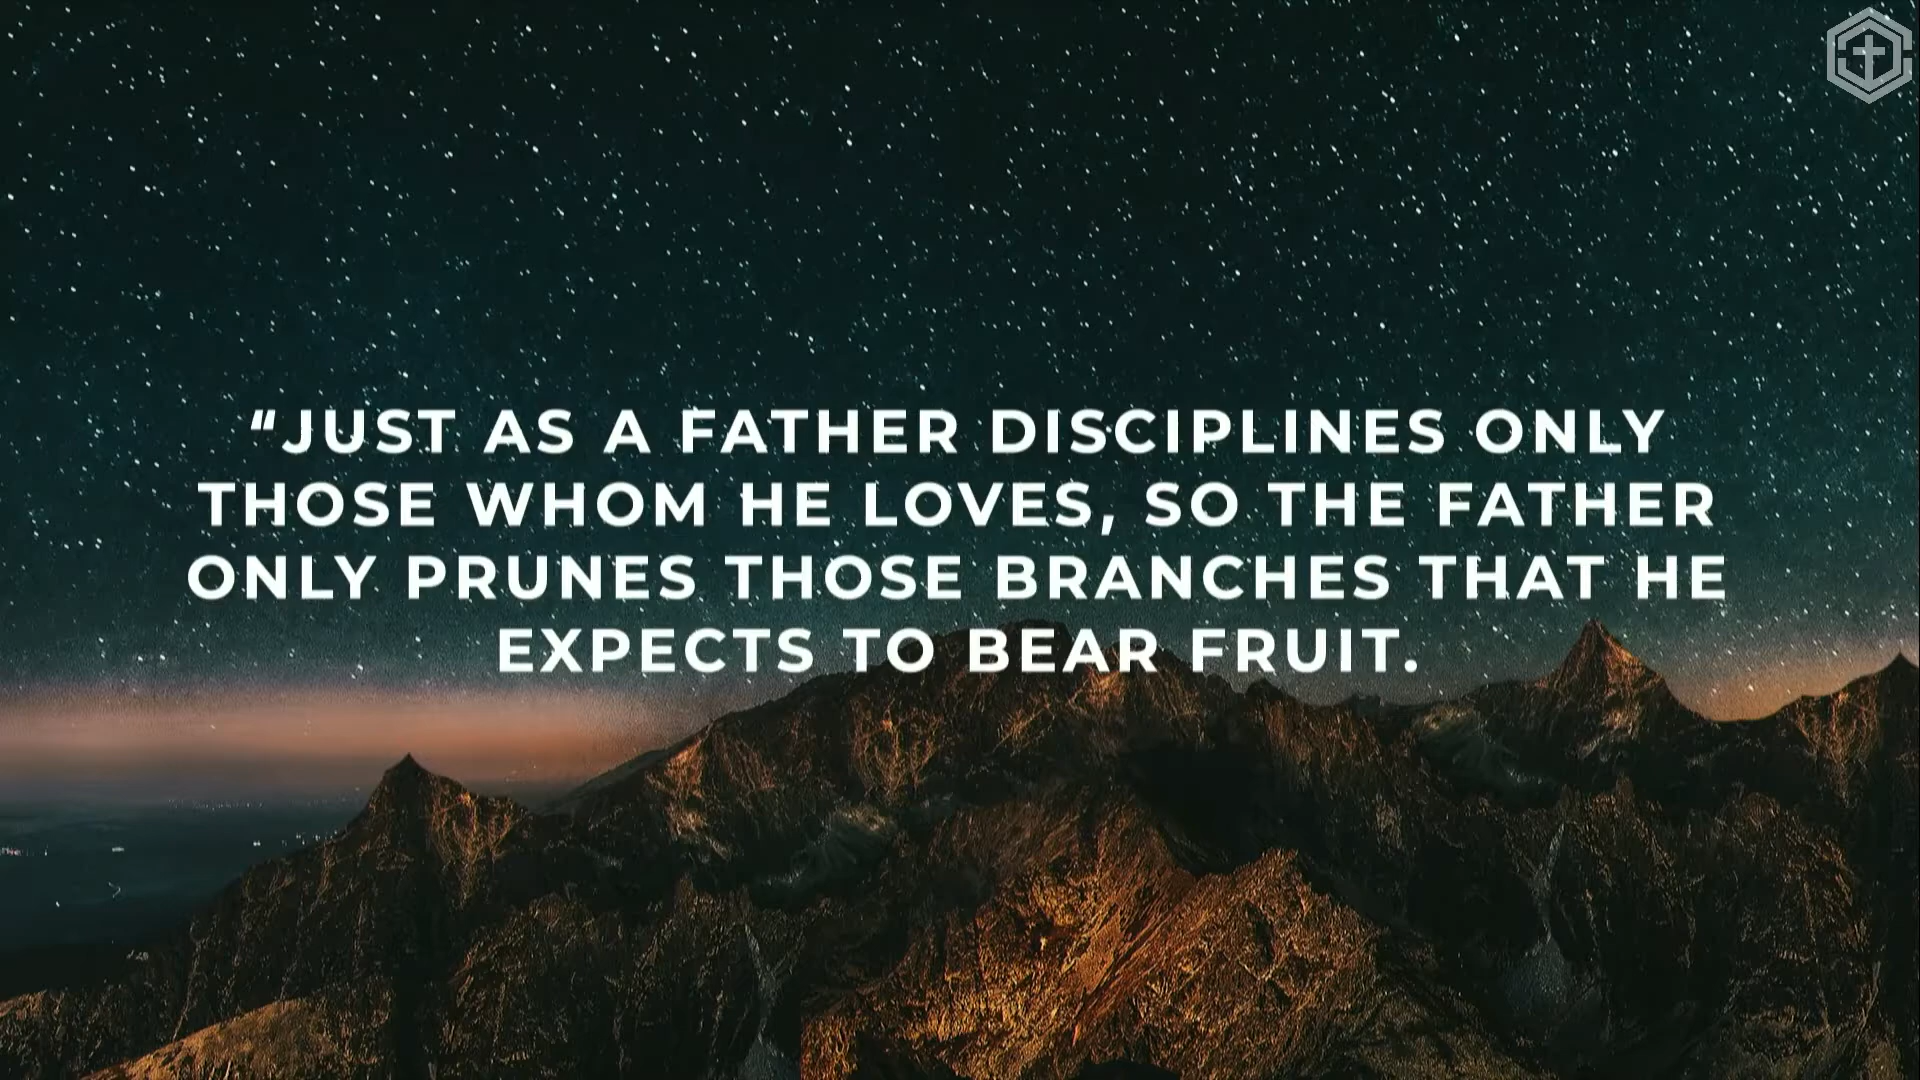 “JUST AS A FATHER DISCIPLINES ONLY
THOSE WHOM HE LOVES, SO THE FATHER
ONLY PRUNES THOSE BRANCHES THAT HE
EXPECTS TO BEAR FRUIT.